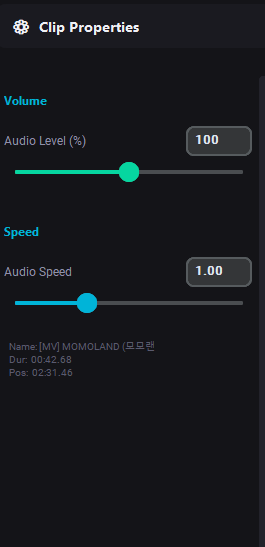 Clip Properties
Volume
Audio Level (%)
100
Speed
Audio Speed
1.00
Name: [MV] MOMOLAND (모모랜
Dur: 00:42.68
Pos: 02:31.46